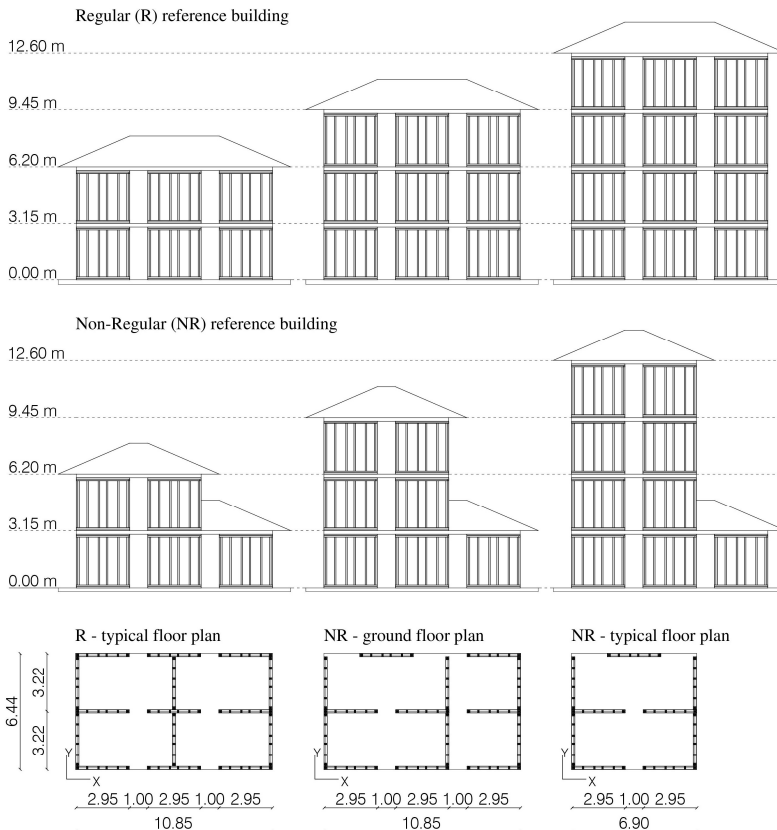 Regular (R) reference building
12.60 m
9.45 m
6.20 m
3.15 m
0.00 m
Non-Regular (NR) reference building
12.60 m
9.45 m
6.20 m
3.15 m
0.00 m
R - typical floor plan NR - ground floor plan NR - typical floor plan
6.44
3.22
3.22
Y Y Y
X X X
2.95 1.00 2.95 1.00 2.95 2.95 1.00 2.95 1.00 2.95 2.95 1.00 2.95
10.85 10.85 6.90